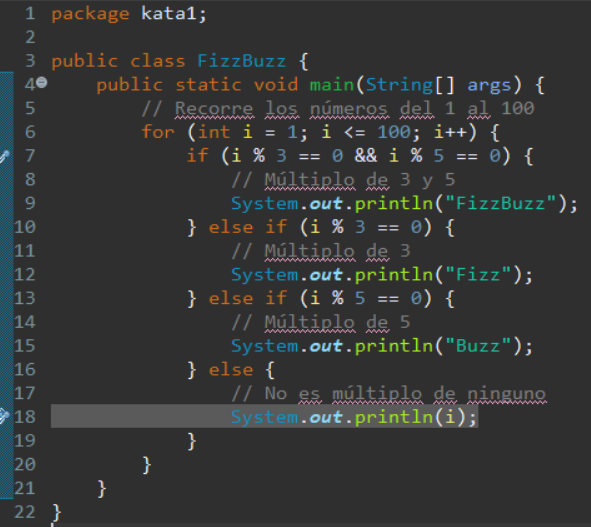 1 package kata1;
2
3 public class FizzBuzz {
4 public static void main(String[] args) {
5 // Recorre los números del 1 al 100
6 for (int i = 1; i <= 100; i++) {
7 if (i % 3 == 0 && i % 5 == 0) {
8 // Múltiplo de 3 y 5
9 System.out.println("FizzBuzz");
10 } else if (i % 3 == 0) {
11 // Múltiplo de 3
12 System.out.println("Fizz");
13 } else if (i % 5 == 0) {
14 // Múltiplo de 5
15 System.out.println("Buzz");
16 } else {
17 // No es múltiplo de ninguno
18 System.out.println(i);
19 }
20 }
21 }
22 }